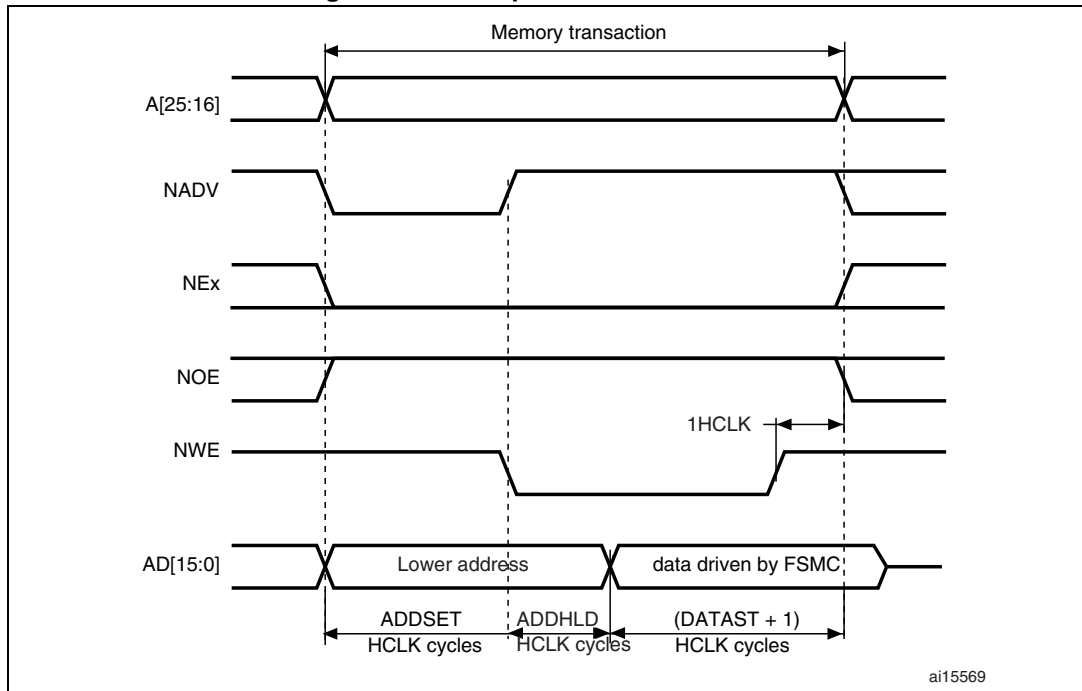 Memory transaction
A[25:16]
NADV
NEx
NOE
1HCLK
NWE
AD[15:0]
Lower address
data driven by FSMC
ADDSET
HCLK cycles
ADDHLD
HCLK cycles
(DATAST + 1)
HCLK cycles
ai15569